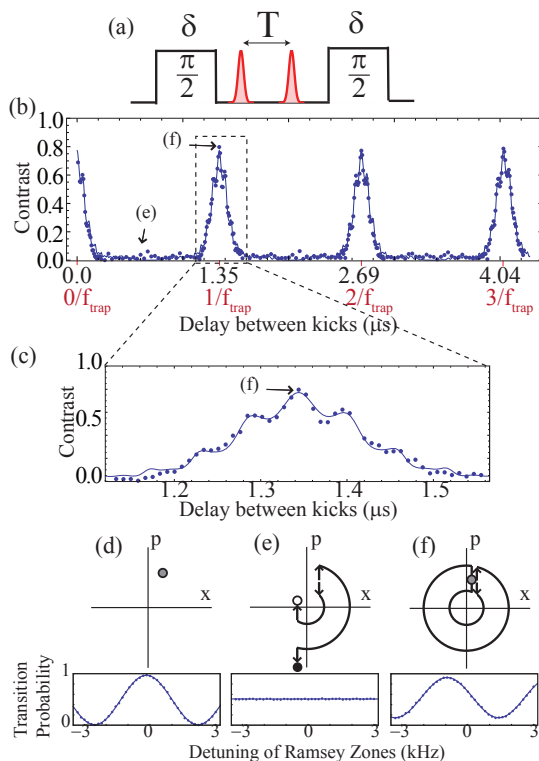 (a)
δ T δ
π/2 π/2
(b)
Contrast
1.0
0.8
0.6
0.4
0.2
0.0
(f)
(e)
0.0 1.35 2.69 4.04
0/f_trap 1/f_trap 2/f_trap 3/f_trap
Delay between kicks (μs)
(c)
Contrast
1.0
0.5
0.0
(f)
1.2 1.3 1.4 1.5
Delay between kicks (μs)
(d) (e) (f)
p p p
x x x
Transition
Probability
1
0
−3 0 3 −3 0 3 −3 0 3
Detuning of Ramsey Zones (kHz)